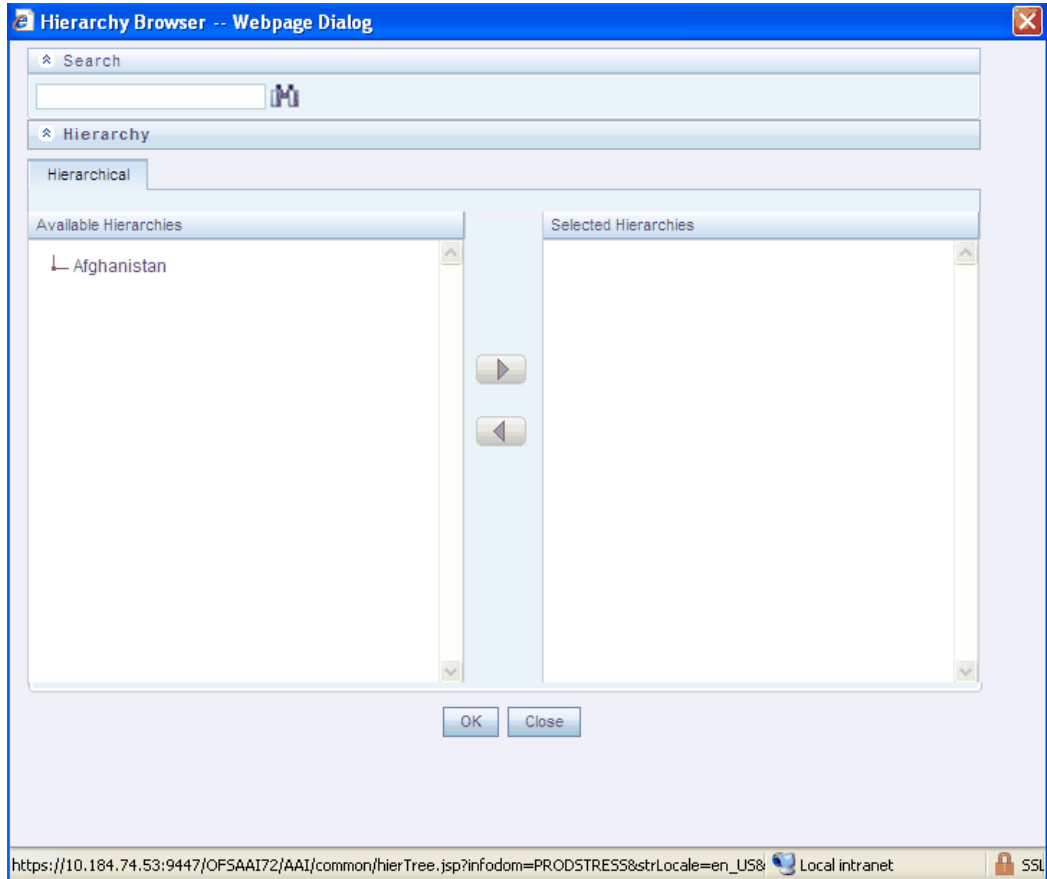 Hierarchy Browser -- Webpage Dialog
Search
Hierarchy
Hierarchical
Available Hierarchies
Selected Hierarchies
Afghanistan
OK
Close
https://10.184.74.53:9447/OFSAAI72/AAI/common/hierTree.jsp?infodom=PRODSTRESS&strLocale=en_US& Local intranet SSL